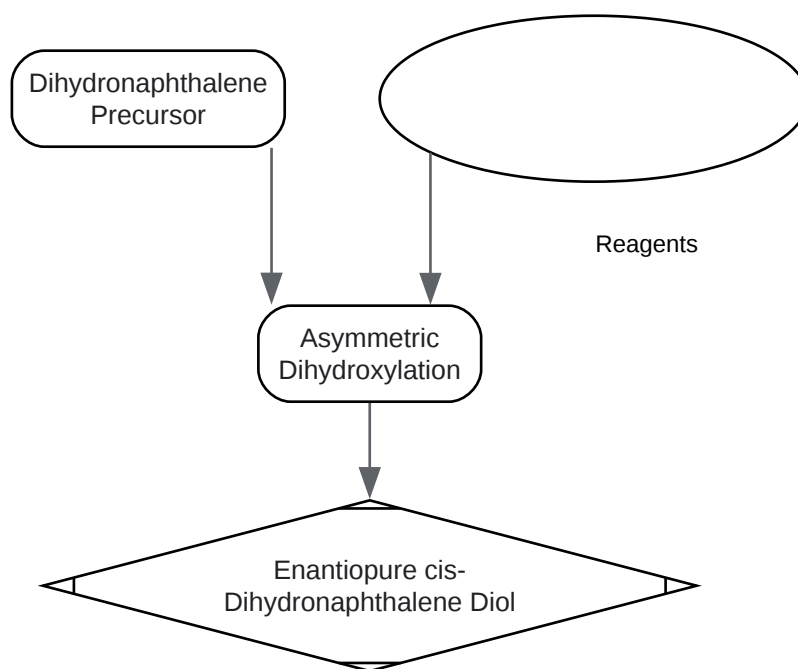 Dihydronaphthalene
Precursor
Reagents
Asymmetric
Dihydroxylation
Enantiopure cis-
Dihydronaphthalene Diol